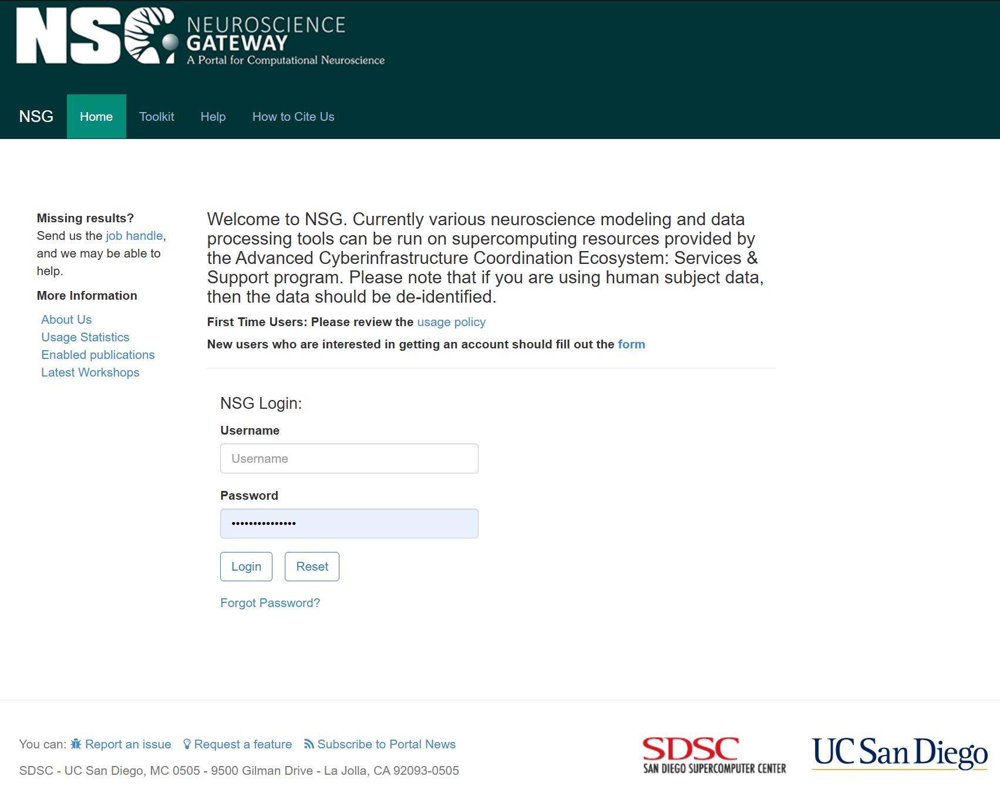 NSG NEUROSCIENCE
GATEWAY
A Portal for Computational Neuroscience
NSG Home Toolkit Help How to Cite Us
Missing results?
Send us the job handle,
and we may be able to
help.
More Information
About Us
Usage Statistics
Enabled publications
Latest Workshops
Welcome to NSG. Currently various neuroscience modeling and data
processing tools can be run on supercomputing resources provided by
the Advanced Cyberinfrastructure Coordination Ecosystem: Services &
Support program. Please note that if you are using human subject data,
then the data should be de-identified.
First Time Users: Please review the usage policy
New users who are interested in getting an account should fill out the form
NSG Login:
Username
Username
Password
•••••••••••••••
Login Reset
Forgot Password?
You can: Report an issue Request a feature Subscribe to Portal News
SDSC - UC San Diego, MC 0505 - 9500 Gilman Drive - La Jolla, CA 92093-0505
SDSC
SAN DIEGO SUPERCOMPUTER CENTER
UC San Diego